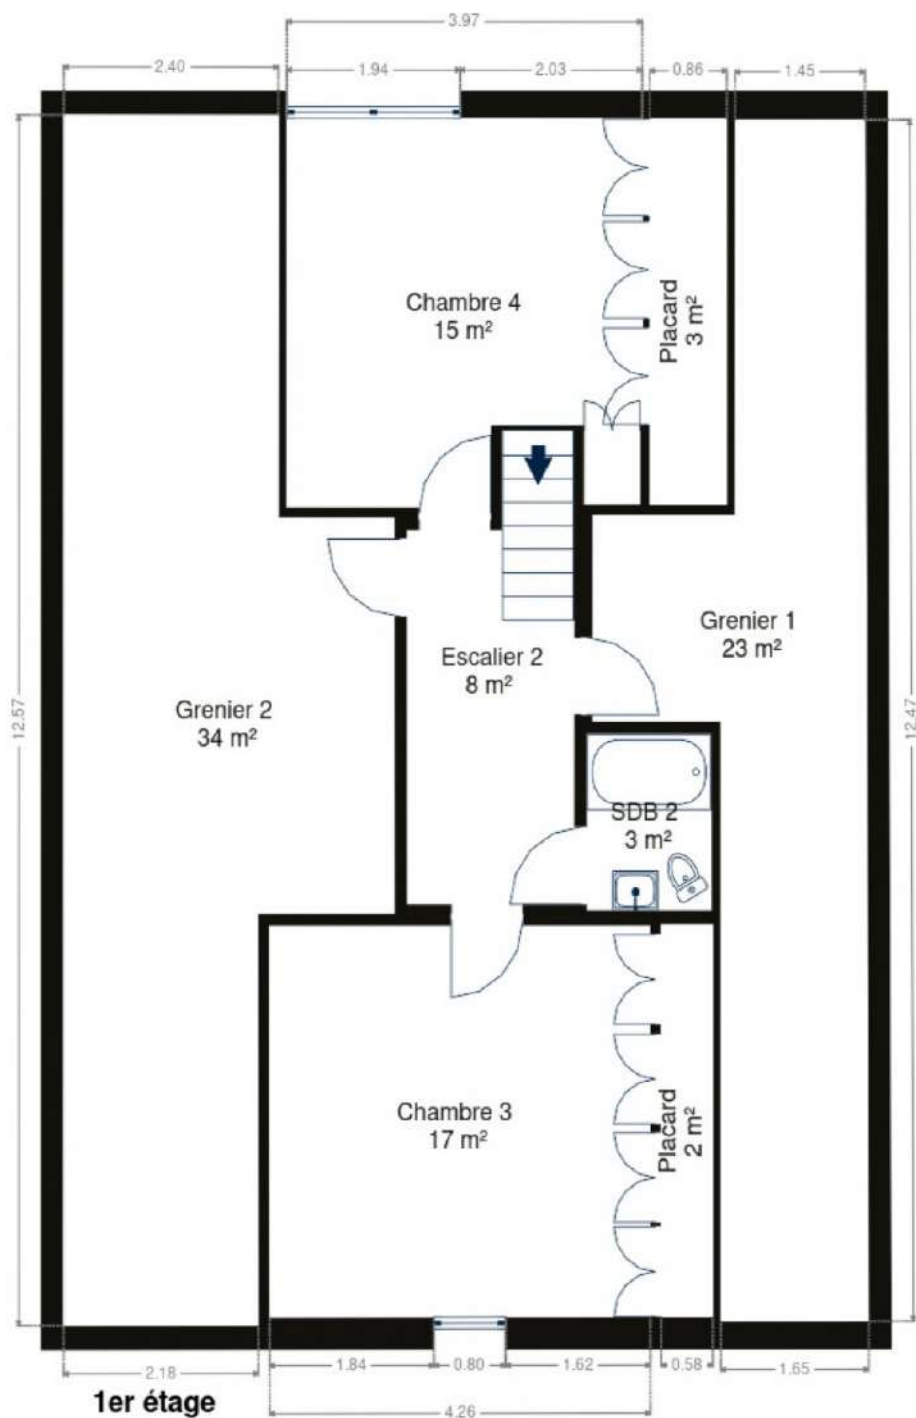 3.97
2.40
1.94
2.03
0.86
1.45
Chambre 4
15 m²
Placard
3 m²
Grenier 1
23 m²
Escalier 2
8 m²
Grenier 2
34 m²
12.57
12.47
SDB 2
3 m²
Chambre 3
17 m²
Placard
2 m²
2.18
1.84
0.80
1.62
0.58
1.65
1er étage
4.26